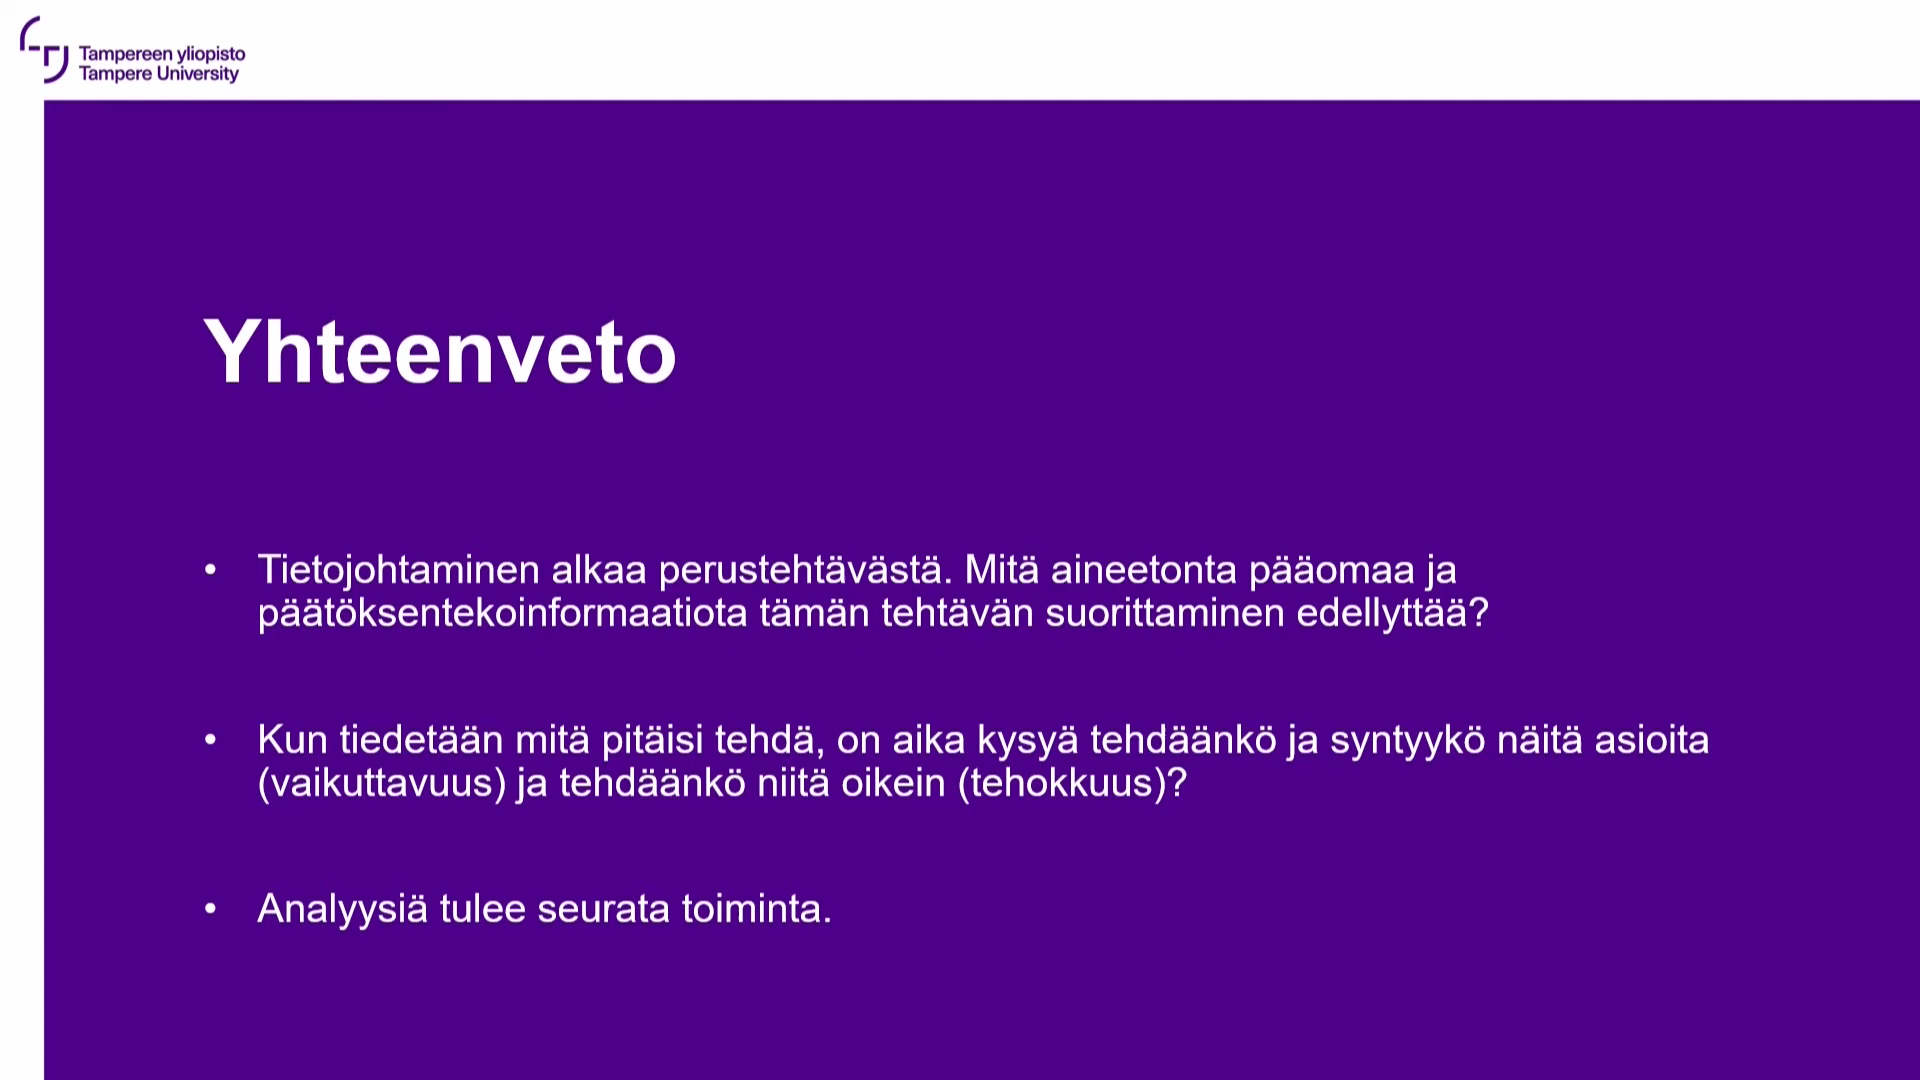 Tampereen yliopisto
Tampere University
Yhteenveto
• Tietojohtaminen alkaa perustehtävästä. Mitä aineetonta pääomaa ja
päätöksentekoinformaatiota tämän tehtävän suorittaminen edellyttää?
• Kun tiedetään mitä pitäisi tehdä, on aika kysyä tehdäänkö ja syntyykö näitä asioita
(vaikuttavuus) ja tehdäänkö niitä oikein (tehokkuus)?
• Analyysiä tulee seurata toiminta.